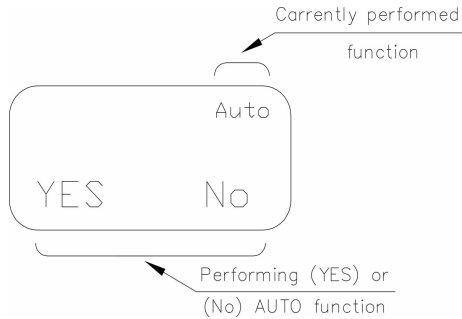 Carrently performed
function
Auto
YES No
Performing (YES) or
(No) AUTO function